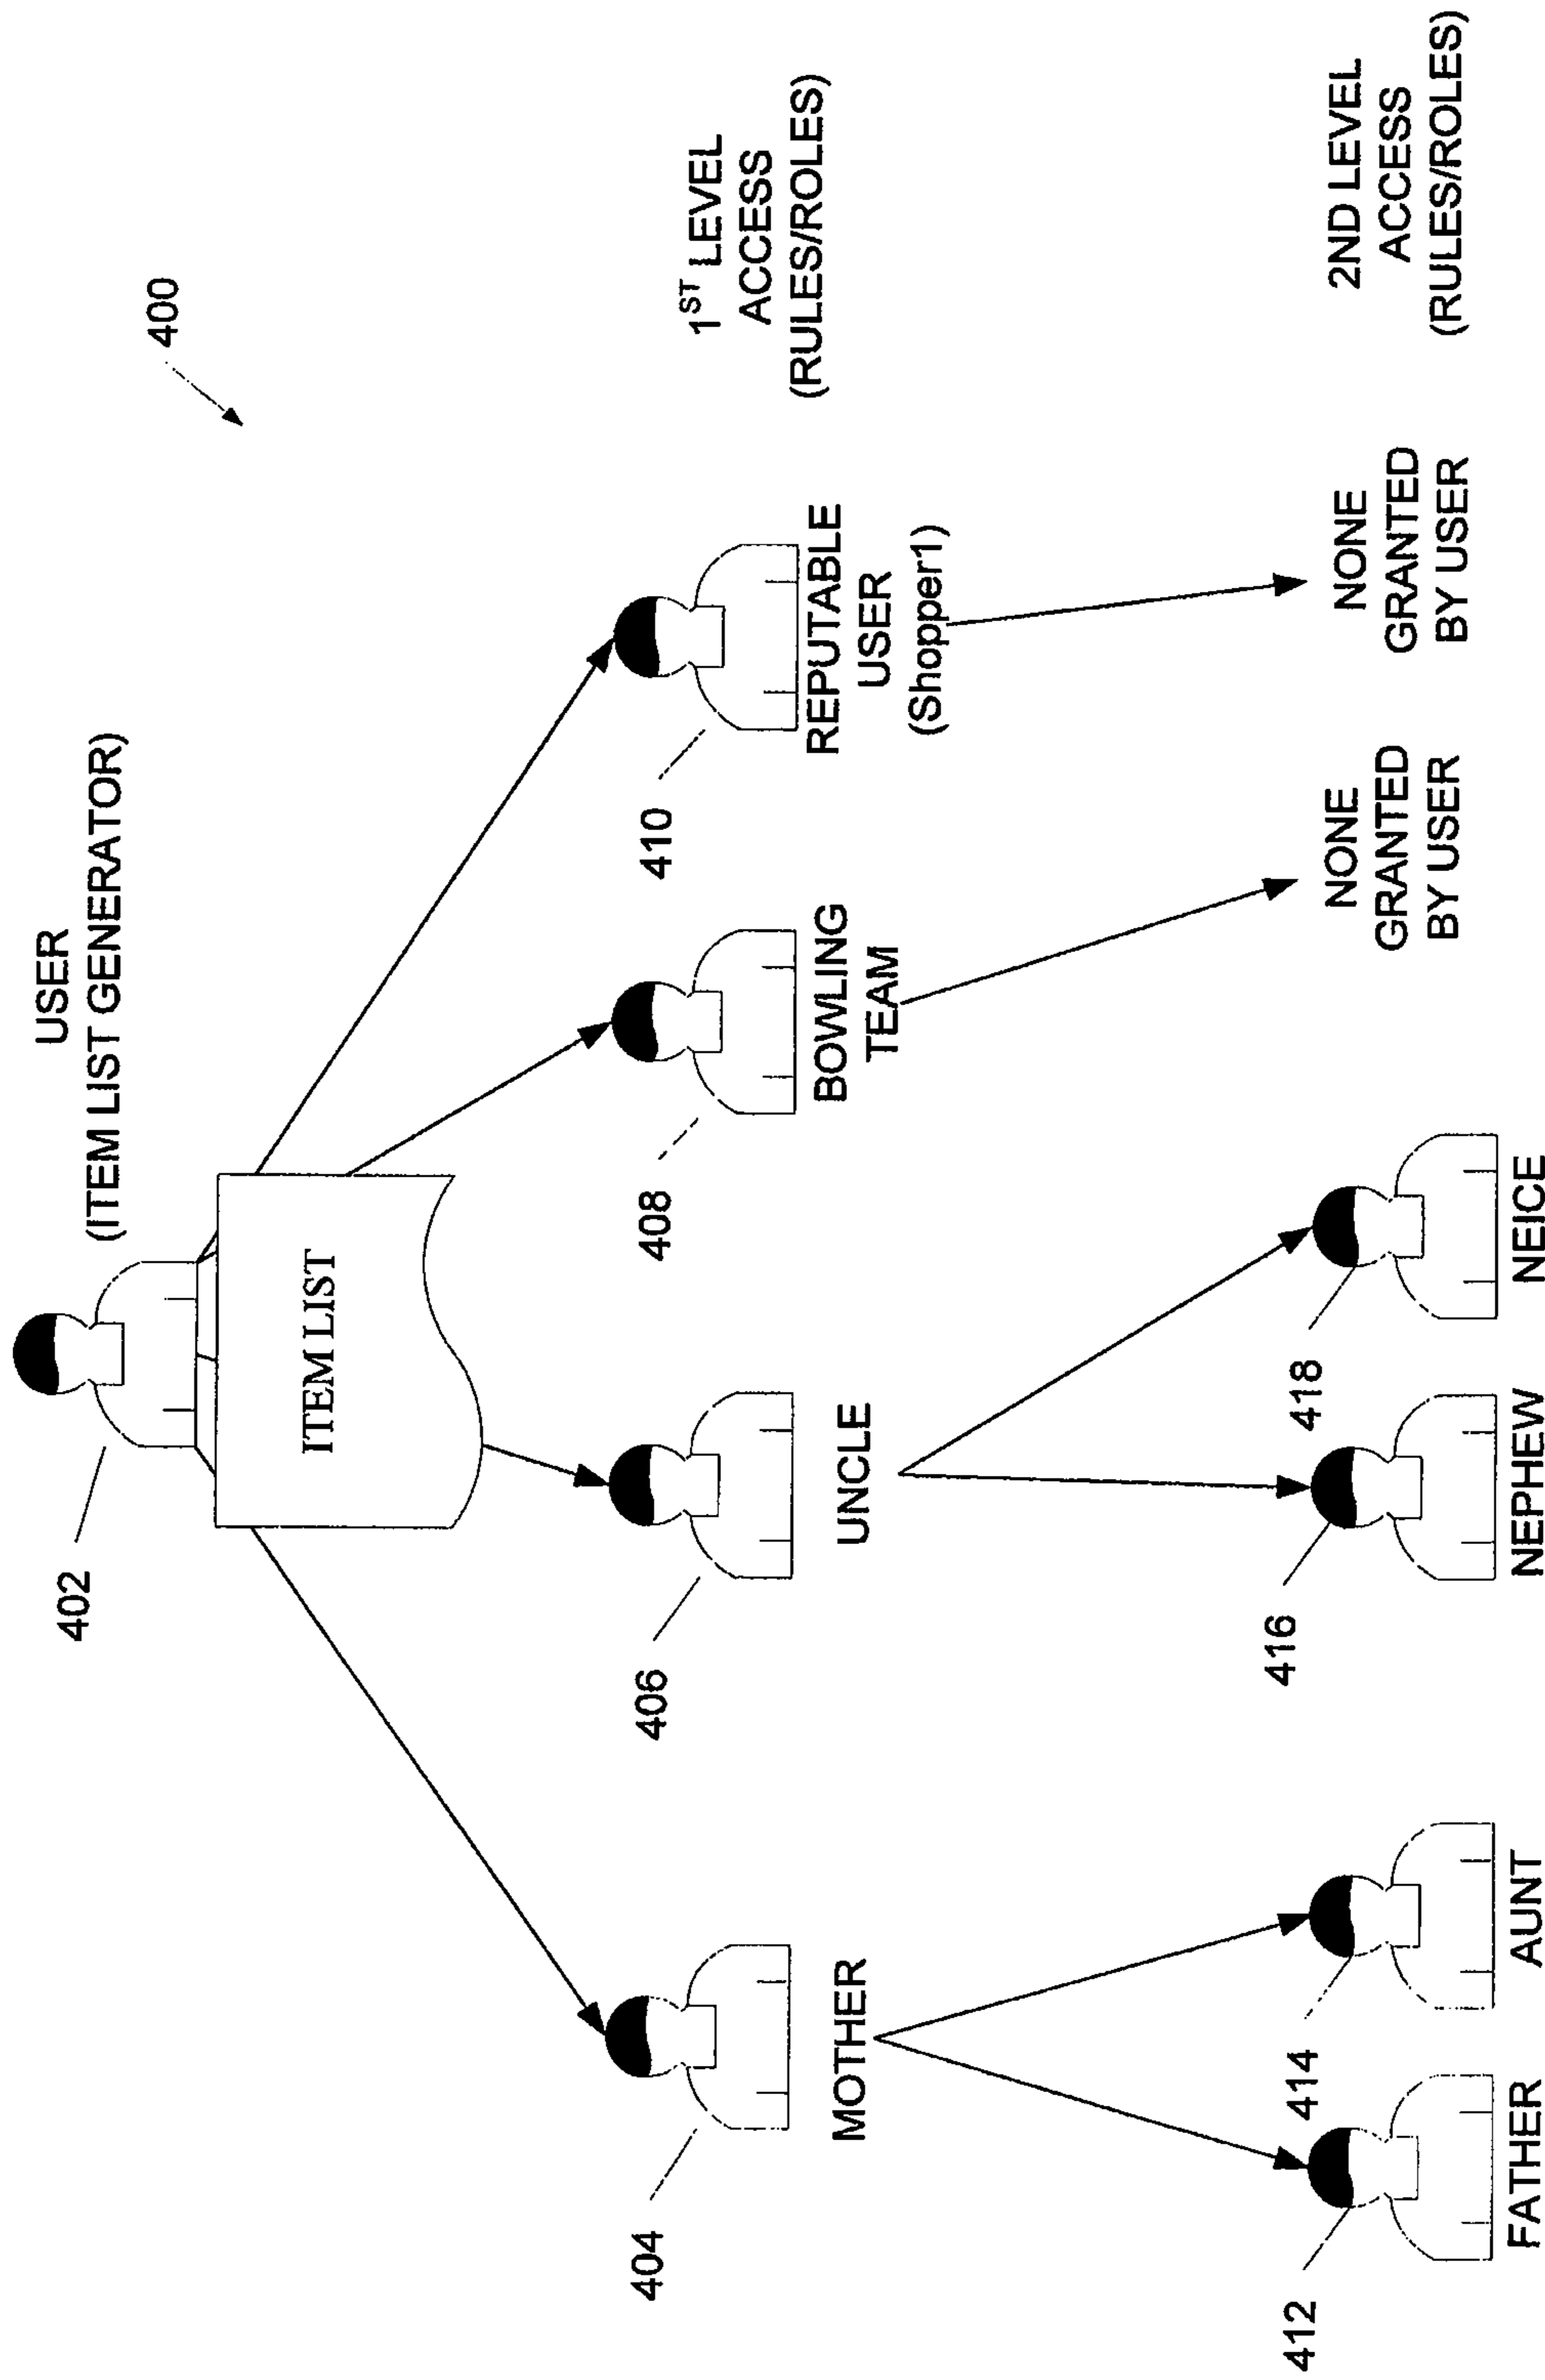 400
USER
(ITEM LIST GENERATOR)
402
ITEM LIST
1ST LEVEL
ACCESS
(RULES/ROLES)
404
MOTHER
406
UNCLE
408
BOWLING
TEAM
410
REPUTABLE
USER
(Shopper1)
2ND LEVEL
ACCESS
(RULES/ROLES)
412
FATHER
414
AUNT
416
NEPHEW
418
NEICE
NONE
GRANTED
BY USER
NONE
GRANTED
BY USER